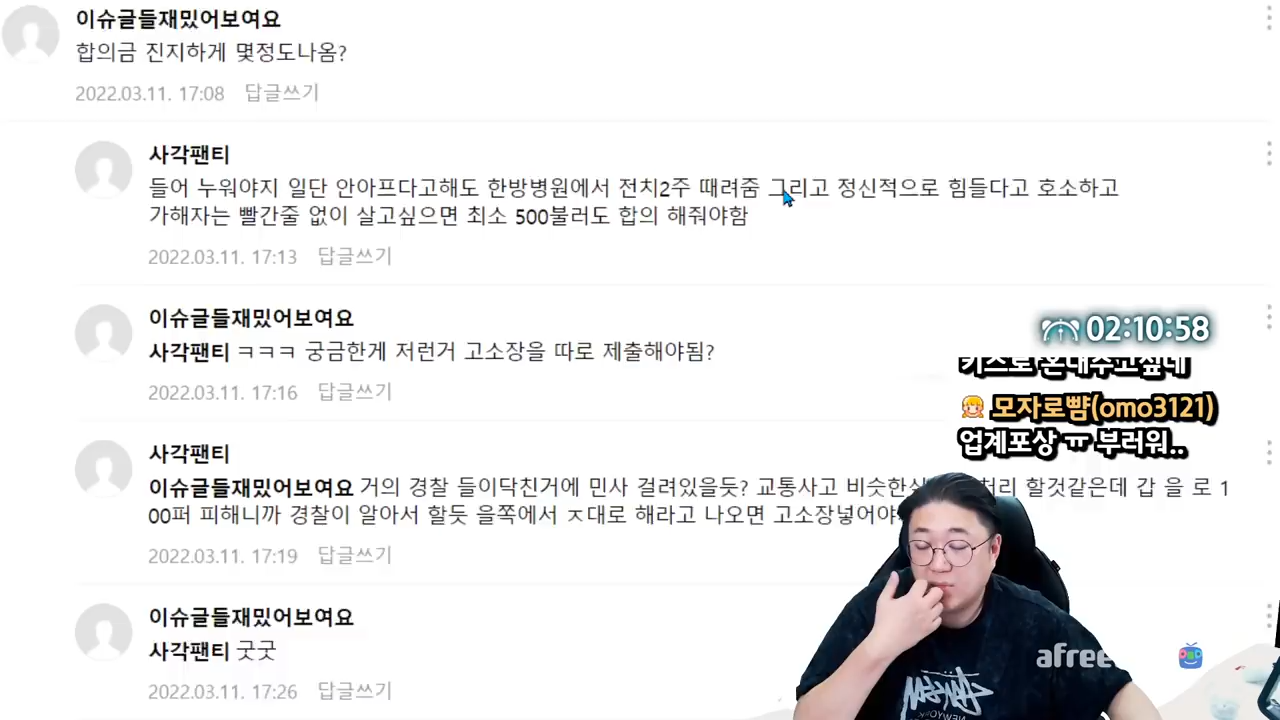 이슈글들재밌어보여요
합의금 진지하게 몇정도나옴?
2022.03.11. 17:08 답글쓰기
사각팬티
들어 누워야지 일단 안아프다고해도 한방병원에서 전치2주 때려줌 그리고 정신적으로 힘들다고 호소하고
가해자는 빨간줄 없이 살고싶으면 최소 500불러도 합의 해줘야함
2022.03.11. 17:13 답글쓰기
이슈글들재밌어보여요
사각팬티 ㅋㅋㅋ 궁금한게 저런거 고소장을 따로 제출해야됨?
2022.03.11. 17:16 답글쓰기
사각팬티
이슈글들재밌어보여요 거의 경찰 들이닥친거에 민사 걸려있을듯? 교통사고 비슷한식 처리 할것같은데 갑 을 로 1
00퍼 피해니까 경찰이 알아서 할듯 을쪽에서 ㅈ대로 해라고 나오면 고소장넣어야
2022.03.11. 17:19 답글쓰기
이슈글들재밌어보여요
사각팬티 굿굿
2022.03.11. 17:26 답글쓰기
02:10:58
모자로뺨(omo3121)
업계포상 ㅠ 부러워..
afree